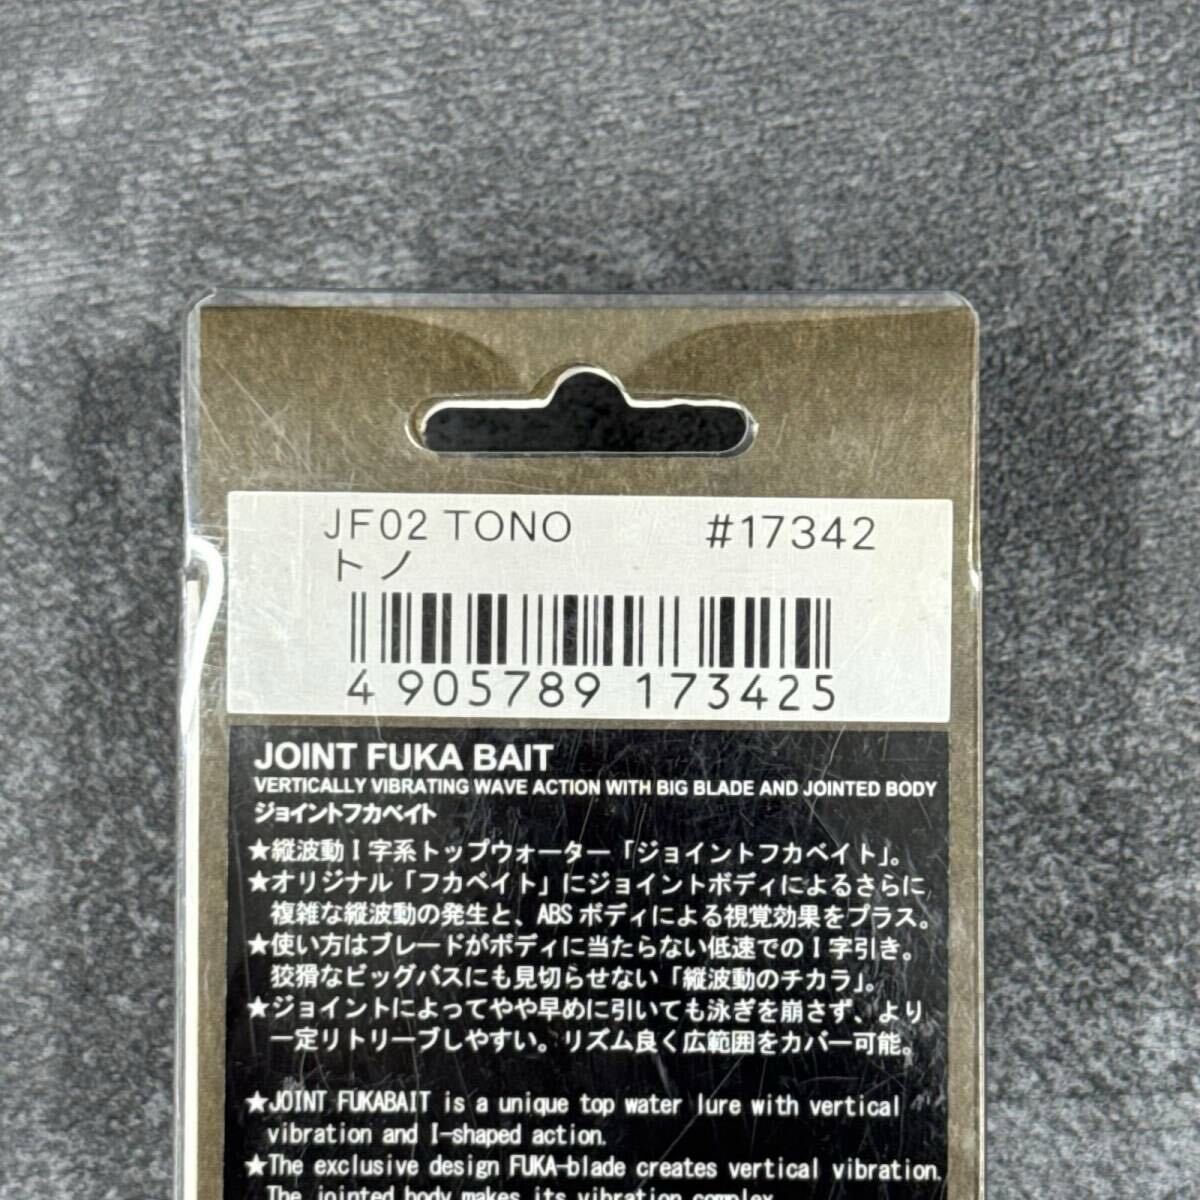 JF02 TONO #17342
トノ
4 905789 173425
JOINT FUKA BAIT
VERTICALLY VIBRATING WAVE ACTION WITH BIG BLADE AND JOINTED BODY
ジョイントフカベイト
★縦波動I字系トップウォーター「ジョイントフカベイト」。
★オリジナル「フカベイト」にジョイントボディによるさらに
複雑な縦波動の発生と、ABSボディによる視覚効果をプラス。
★使い方はブレードがボディに当たらない低速でのI字引き。
狡猾なビッグバスにも見切らせない「縦波動のチカラ」。
★ジョイントによってやや早めに引いても泳ぎを崩さず、より
一定リトリーブしやすい。リズム良く広範囲をカバー可能。
★JOINT FUKABAIT is a unique top water lure with vertical
vibration and I-shaped action.
★The exclusive design FUKA-blade creates vertical vibration.
The jointed body makes its vibration complex.